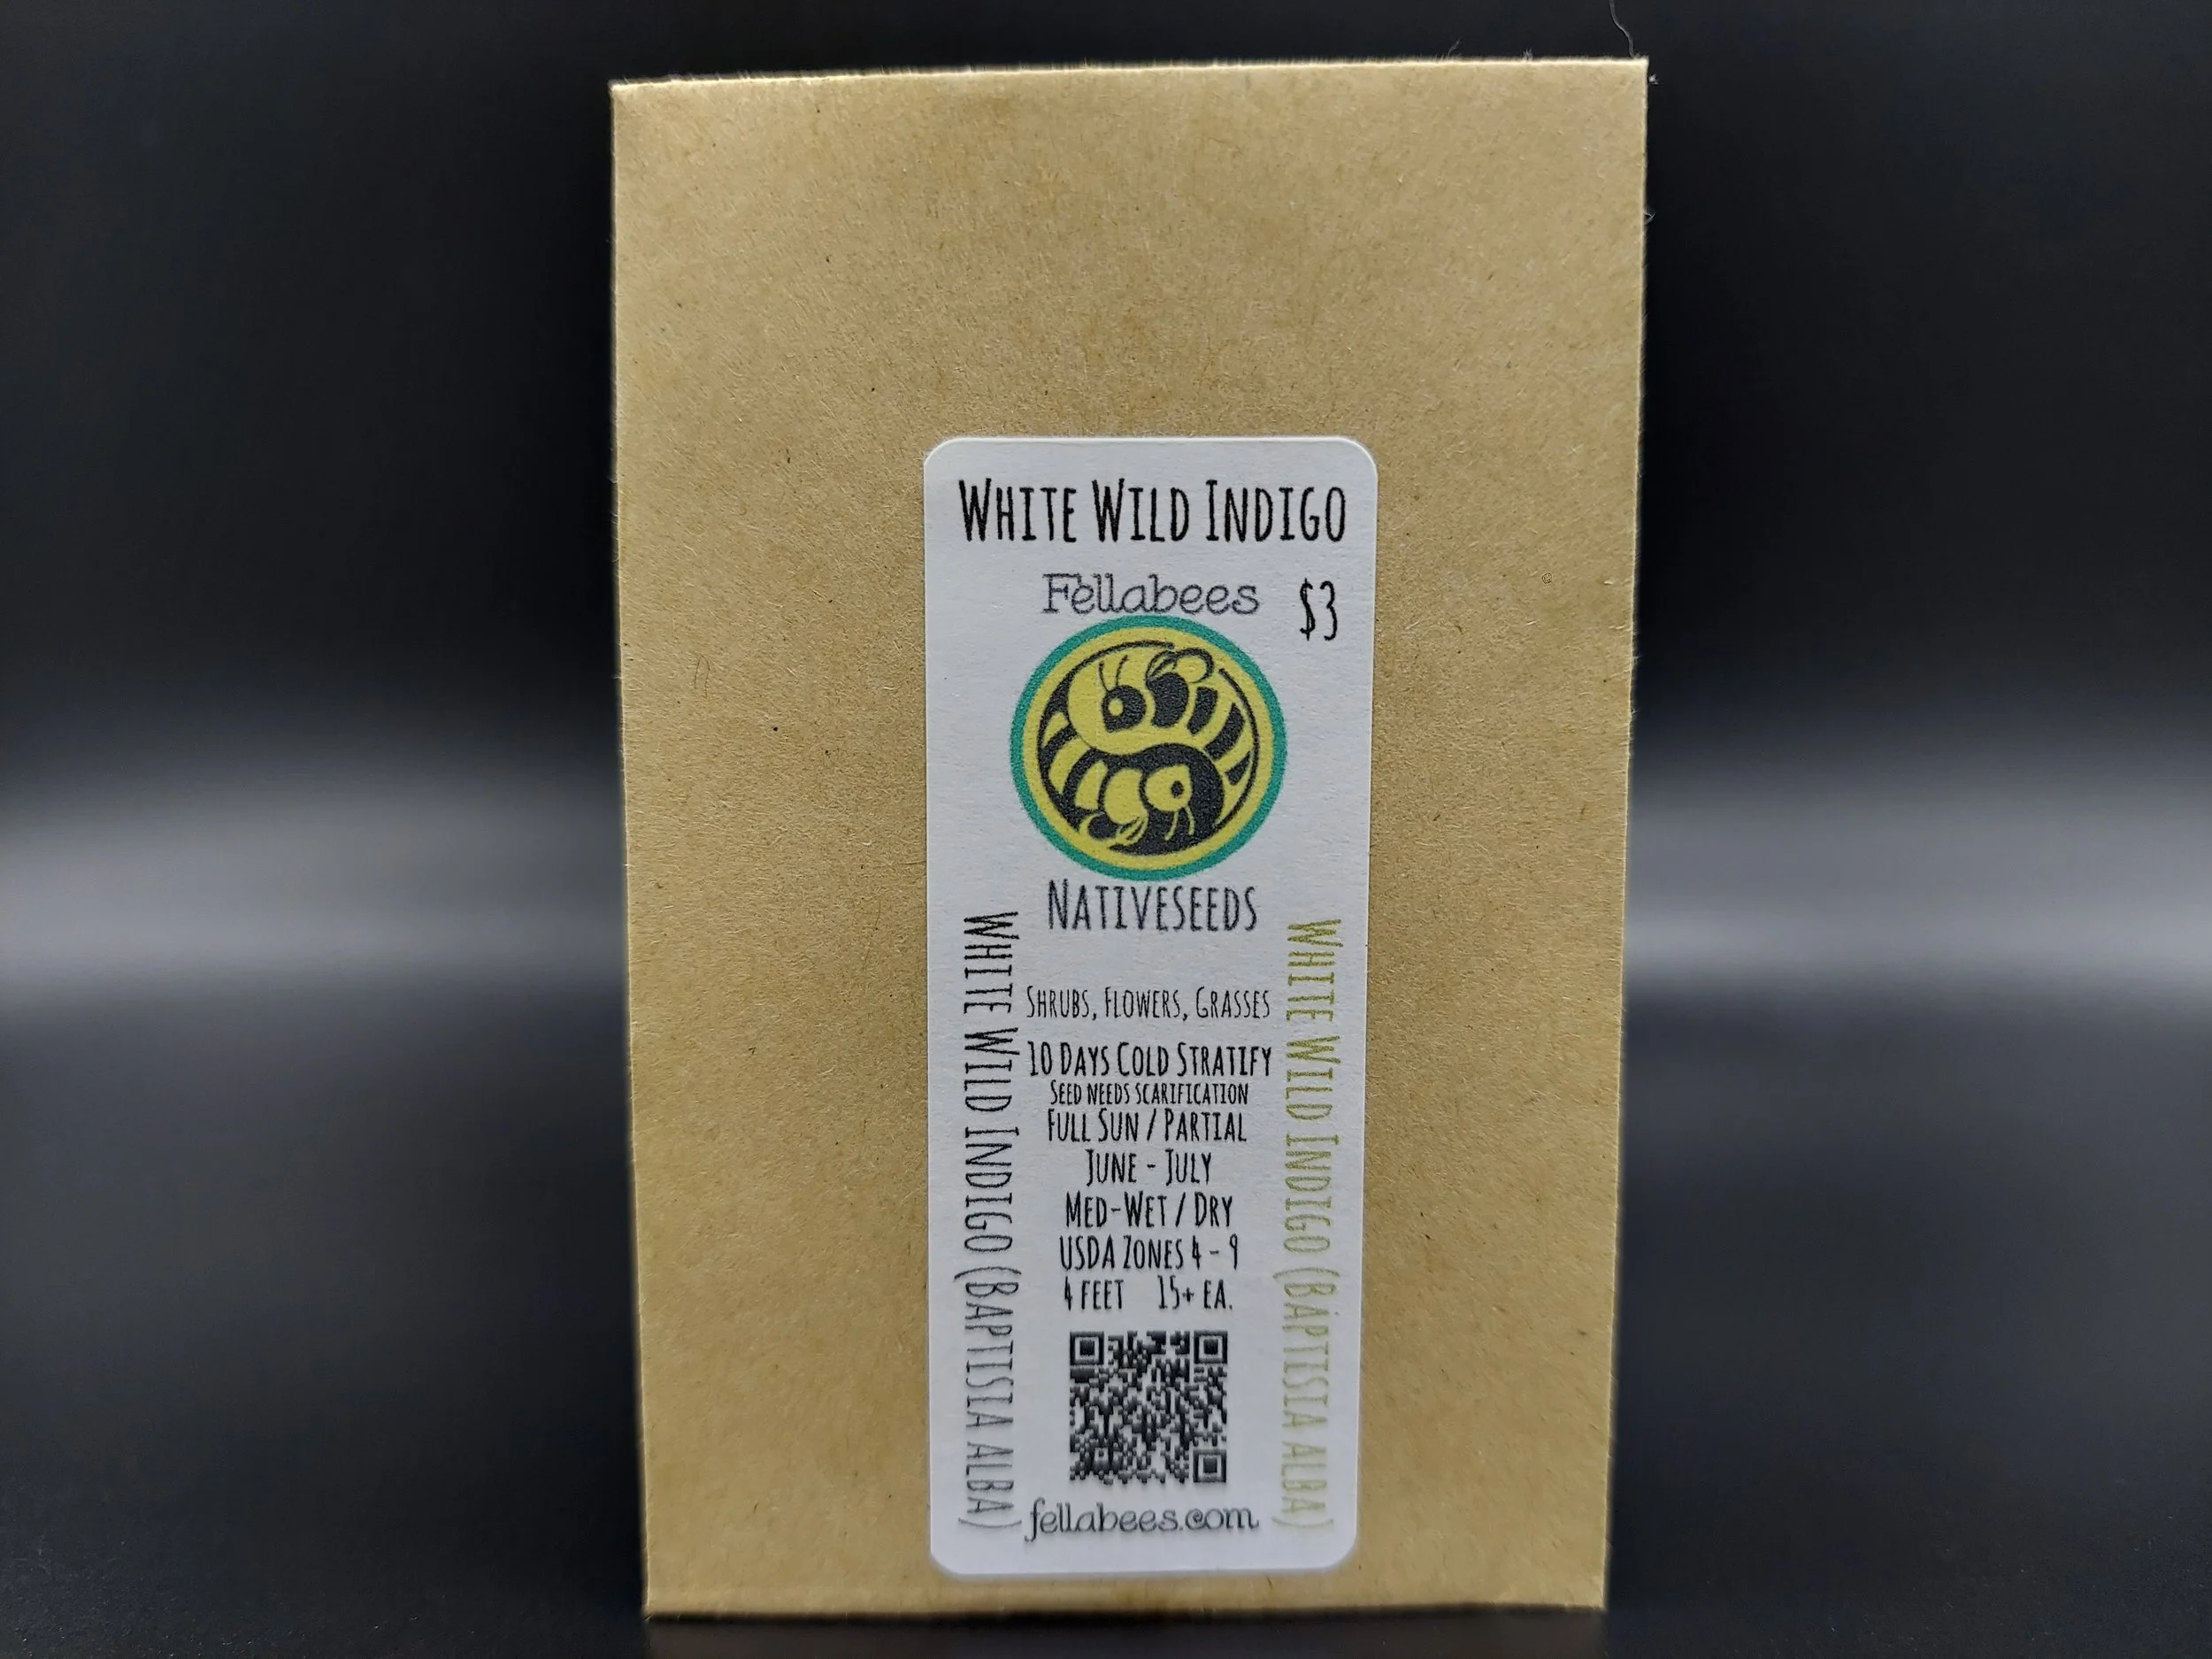 White Wild Indigo
Fellabees
$3
Nativeseeds
Shrubs, Flowers, Grasses
10 Days Cold Stratify
Seed needs scarification
Full Sun / Partial
June - July
Med-Wet / Dry
USDA Zones 4 - 9
4 feet 15+ ea.
fellabees.com
White Wild Indigo (Baptisia alba)
White Wild Indigo (Baptisia alba)